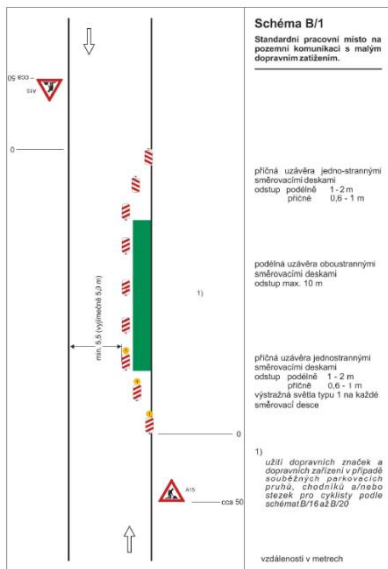 Schéma B/1
Standardní pracovní místo na
pozemní komunikaci s malým
dopravním zatížením.
cca 50
A15
0
příčná uzávěra jedno-strannými
směrovacími deskami
odstup podélně 1 - 2 m
příčně 0,6 - 1 m
podélná uzávěra oboustrannými
směrovacími deskami
odstup max. 10 m
1)
min. 5,5 (vyjímečně 5,3 m)
příčná uzávěra jednostrannými
směrovacími deskami
odstup podélně 1 - 2 m
příčně 0,6 - 1 m
výstražná světla typu 1 na každé
směrovací desce
0
1)
užití dopravních značek a
dopravních zařízení v případě
souběžných parkovacích
pruhů, chodníků a/nebo
stezek pro cyklisty podle
schémat B/16 až B/20
A15
cca 50
vzdálenosti v metrech